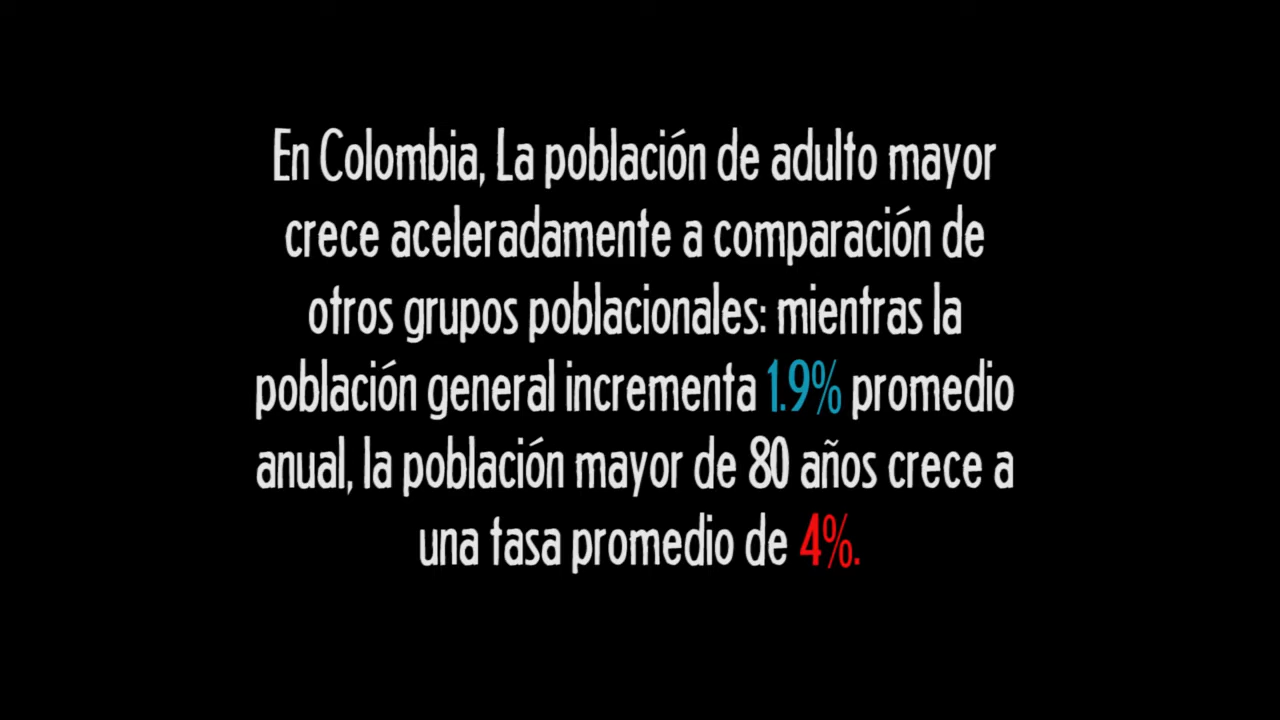 En Colombia, La población de adulto mayor
crece aceleradamente a comparación de
otros grupos poblacionales: mientras la
población general incrementa 1.9% promedio
anual, la población mayor de 80 años crece a
una tasa promedio de 4%.